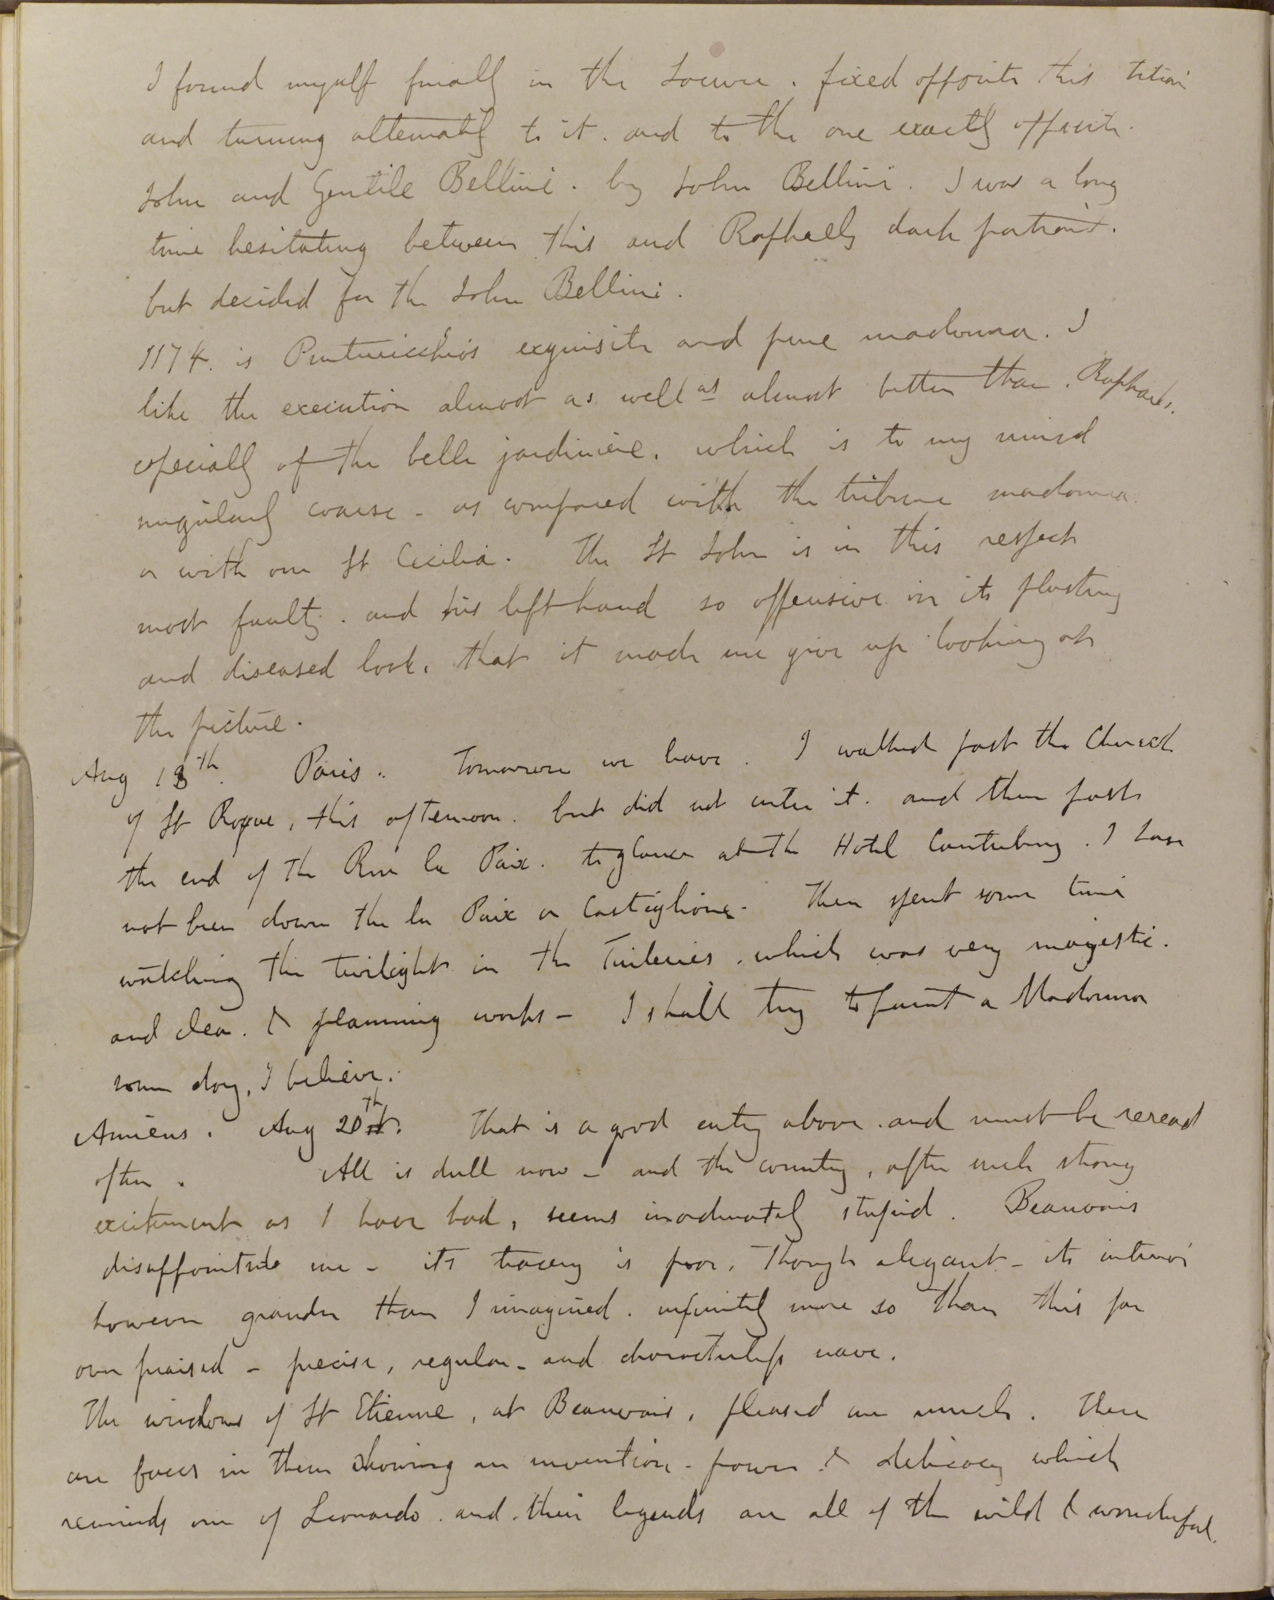 I found myself finally in the Louvre. fixed opposite this titian
and turning alternately to it. and to the one exactly opposite.
John and Gentile Bellini. by John Bellini. I was a long
time hesitating between this and Raphaels dark portrait.
but decided for the John Bellini.
1174. is Pinturicchio's exquisite and pure madonna. I
like the execution almost as well as almost better than. Raphaels.
especially of the belle jardiniere. which is to my mind
singularly coarse - as compared with the tribune madonna.
or with our St Cecilia. The St John is in this respect
most faulty. and his left hand so offensive in its
and diseased look. that it made me give up looking at
the picture.
Aug 18th. Paris. Tomorrow we leave. I walked past the Church
of St Roque, this afternoon. but did not enter it. and then past
the end of the Rue la Paix. to glance at the Hotel Canterbury. I have
not been down the la Paix or Castiglione. Then spent some time
watching the twilight in the Tuileries. which was very majestic.
and clear. & planning works - I shall try to paint a Madonna
some day, I believe.
Amiens. Aug 20th. That is a good entry above. and must be reread
often. All is dull now - and the country, after such strong
excitement as I have had, seems inordinately stupid. Beauvais
disappointed me - its tracery is poor, though elegant - its interior
however grander than I imagined. infinitely more so than this far
over praised - precise, regular - and characterless nave.
The windows of St Etienne, at Beauvais, pleased me much. There
are faces in them showing an invention - power & delicacy which
reminds one of Leonardo. and their legends are all of the wild & wonderful.